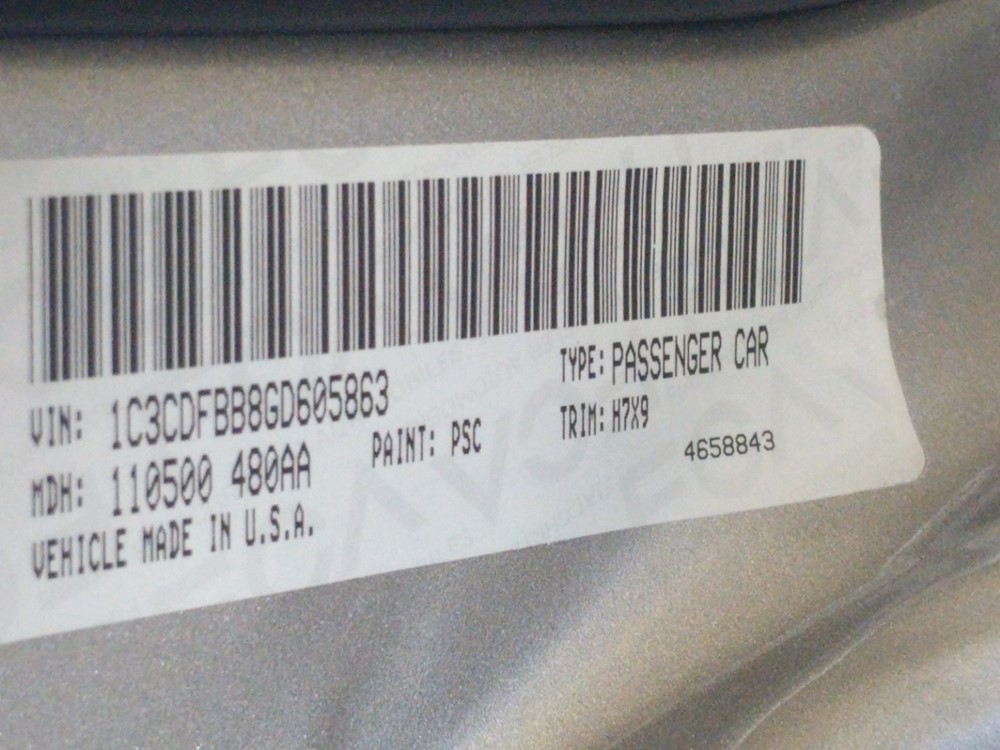 VIN: 1C3CDFBB8GD605863
TYPE: PASSENGER CAR
MDH: 110500 480AA
PAINT: PSC
TRIM: H7X9
4658843
VEHICLE MADE IN U.S.A.